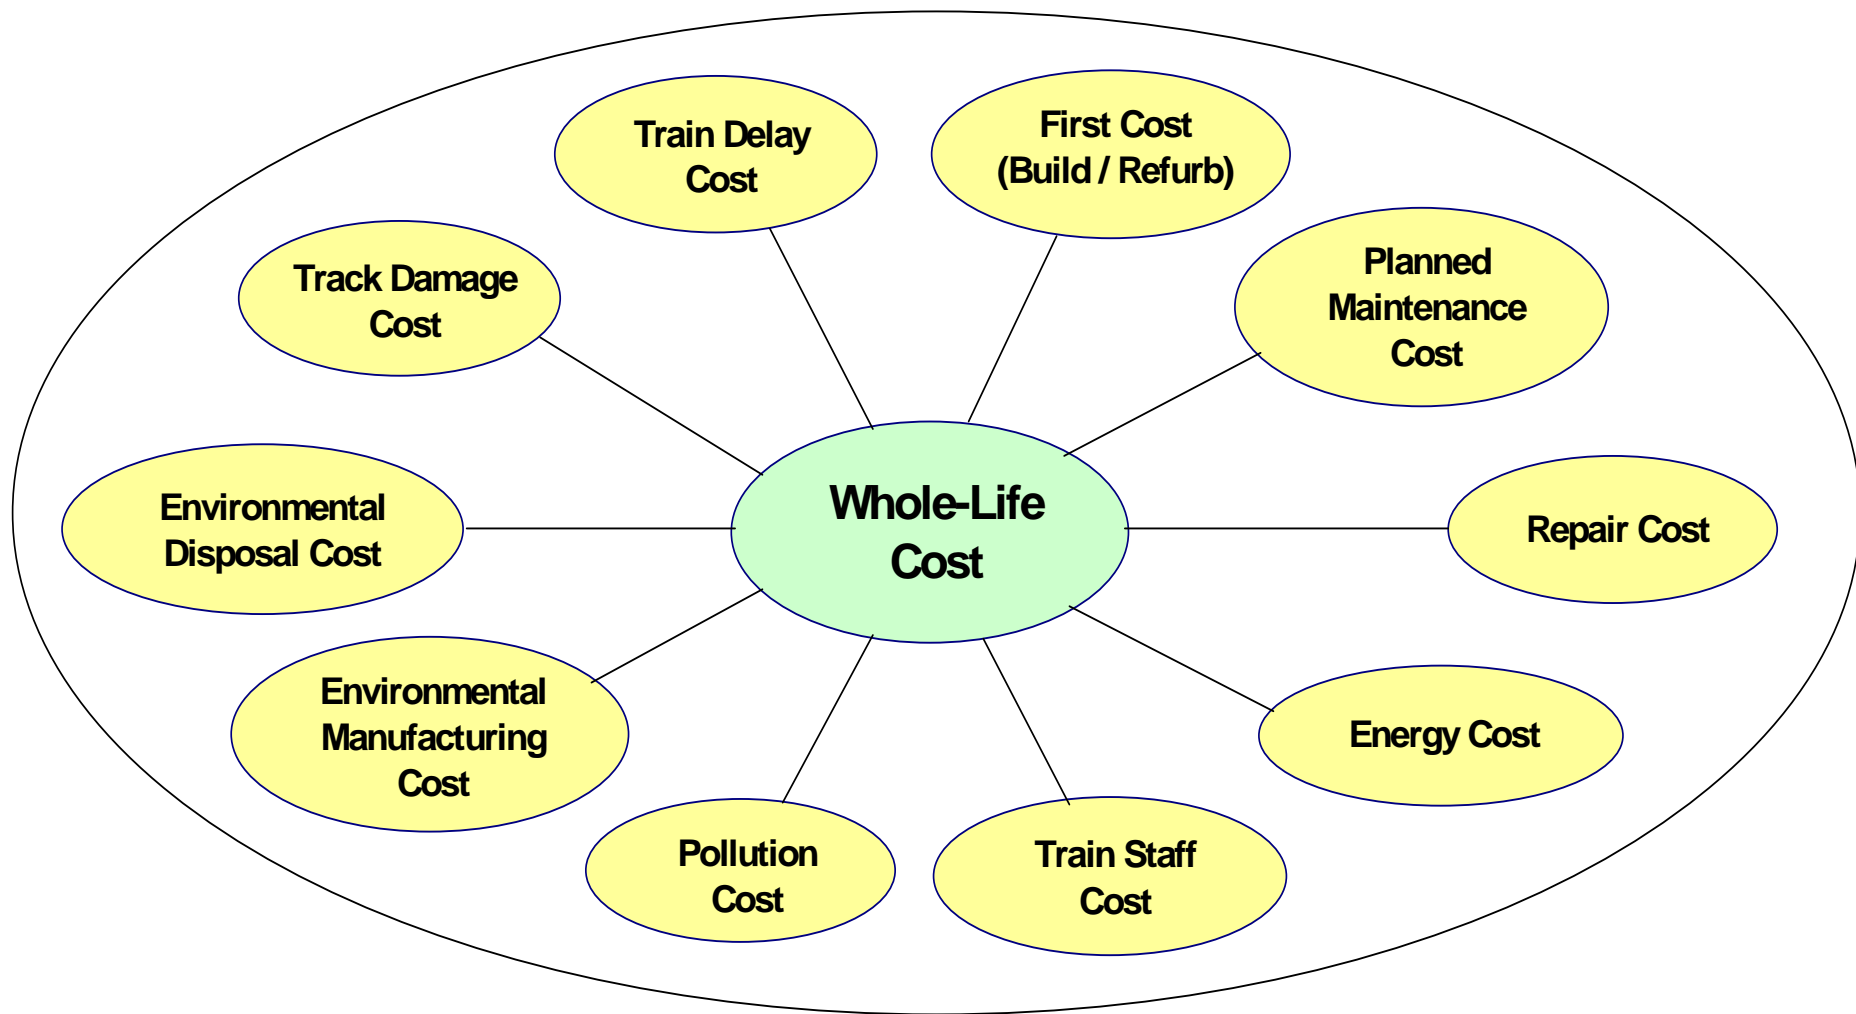 Train Delay
Cost
First Cost
(Build / Refurb)
Planned
Maintenance
Cost
Track Damage
Cost
Whole-Life
Cost
Environmental
Disposal Cost
Repair Cost
Environmental
Manufacturing
Cost
Energy Cost
Pollution
Cost
Train Staff
Cost